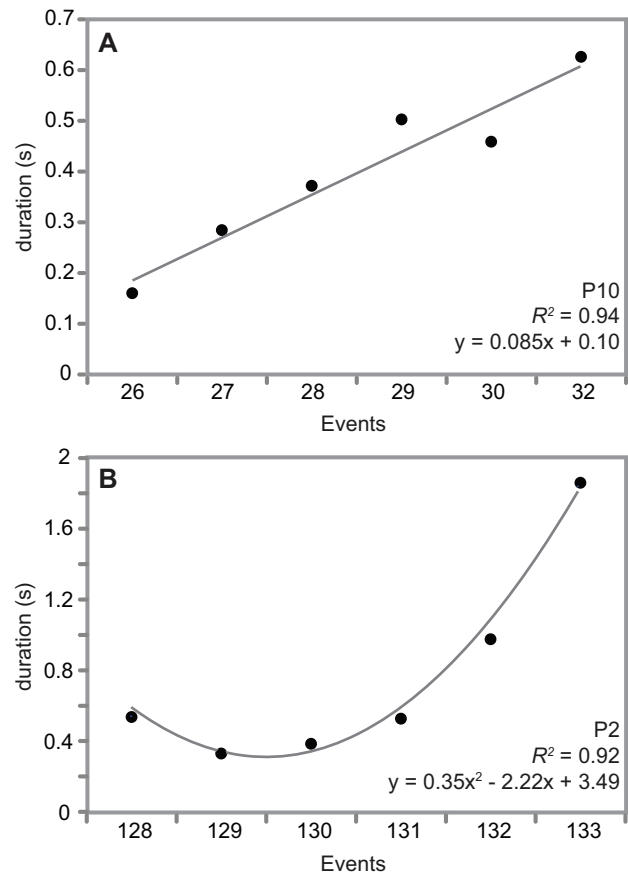 A
0.7
0.6
0.5
0.4
0.3
0.2
0.1
0
duration (s)
P10
R² = 0.94
y = 0.085x + 0.10
26 27 28 29 30 32
Events
B
2
1.6
1.2
0.8
0.4
0
duration (s)
P2
R² = 0.92
y = 0.35x² - 2.22x + 3.49
128 129 130 131 132 133
Events